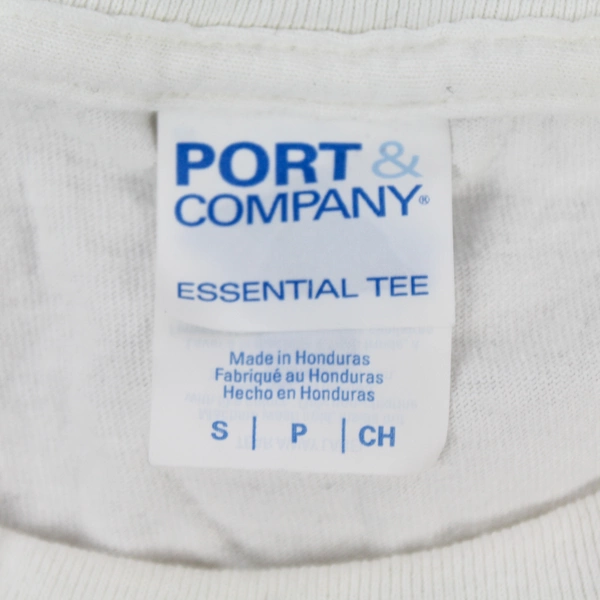 PORT &
COMPANY®
ESSENTIAL TEE
Made in Honduras
Fabriqué au Honduras
Hecho en Honduras
S | P | CH